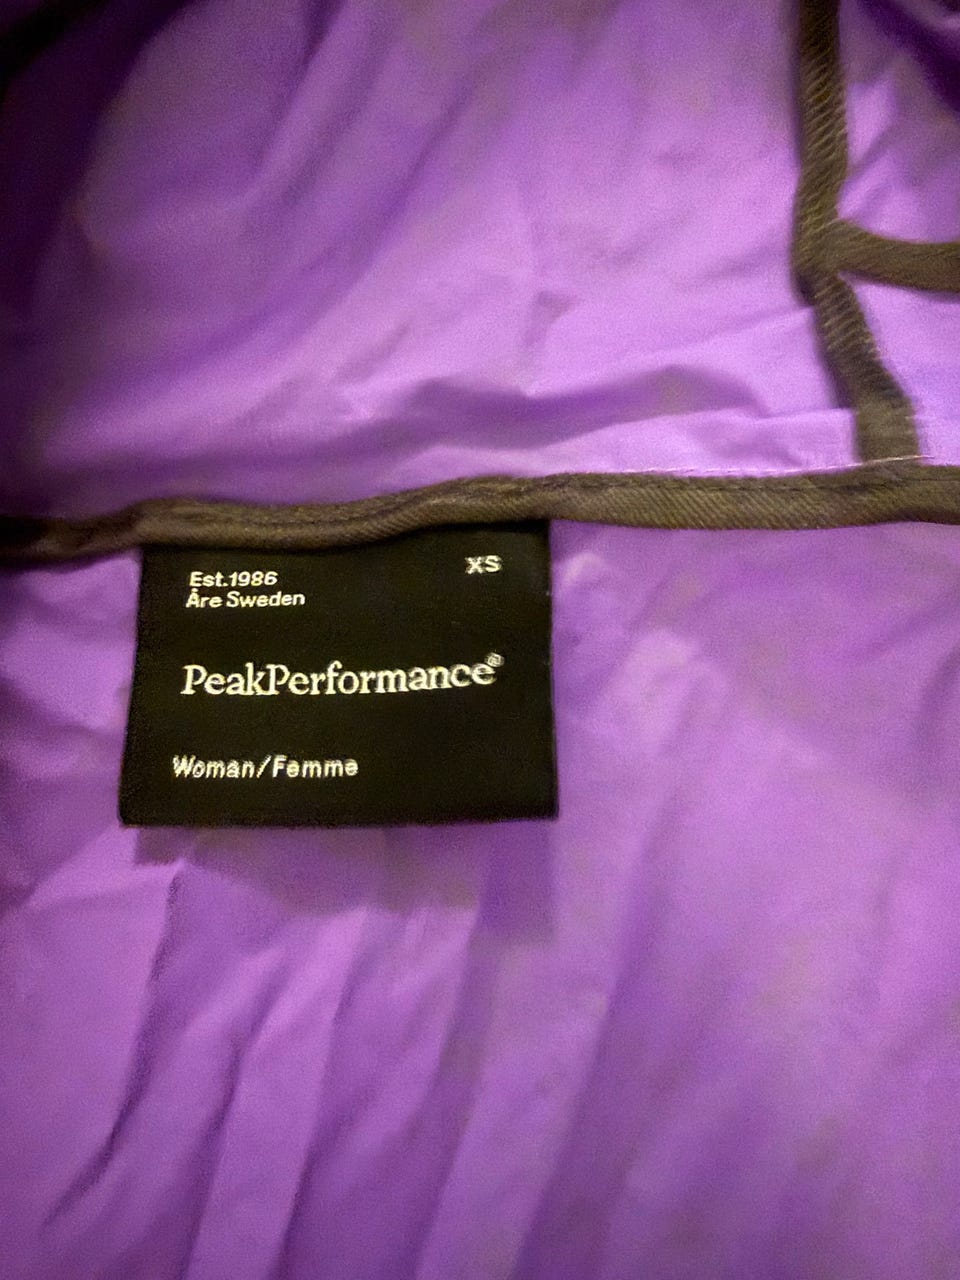 Est.1986
XS
Åre Sweden
PeakPerformance®
Woman/Femme